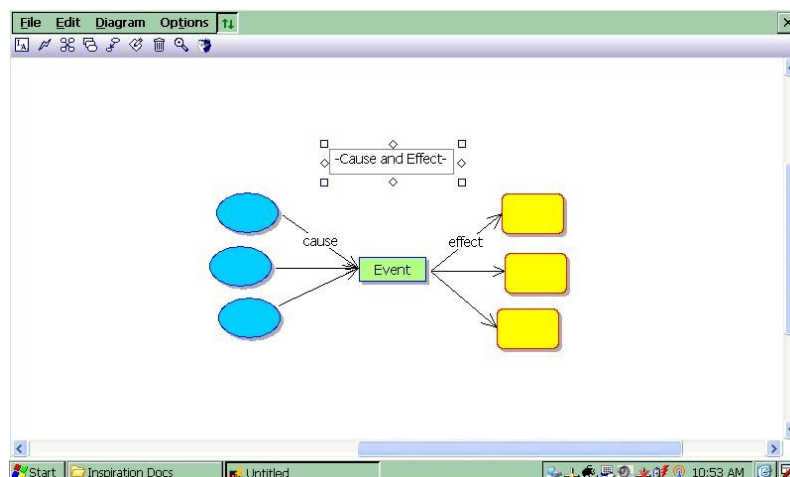 File Edit Diagram Options
-Cause and Effect-
cause
effect
Event
Start Inspiration Docs Untitled 10:53 AM